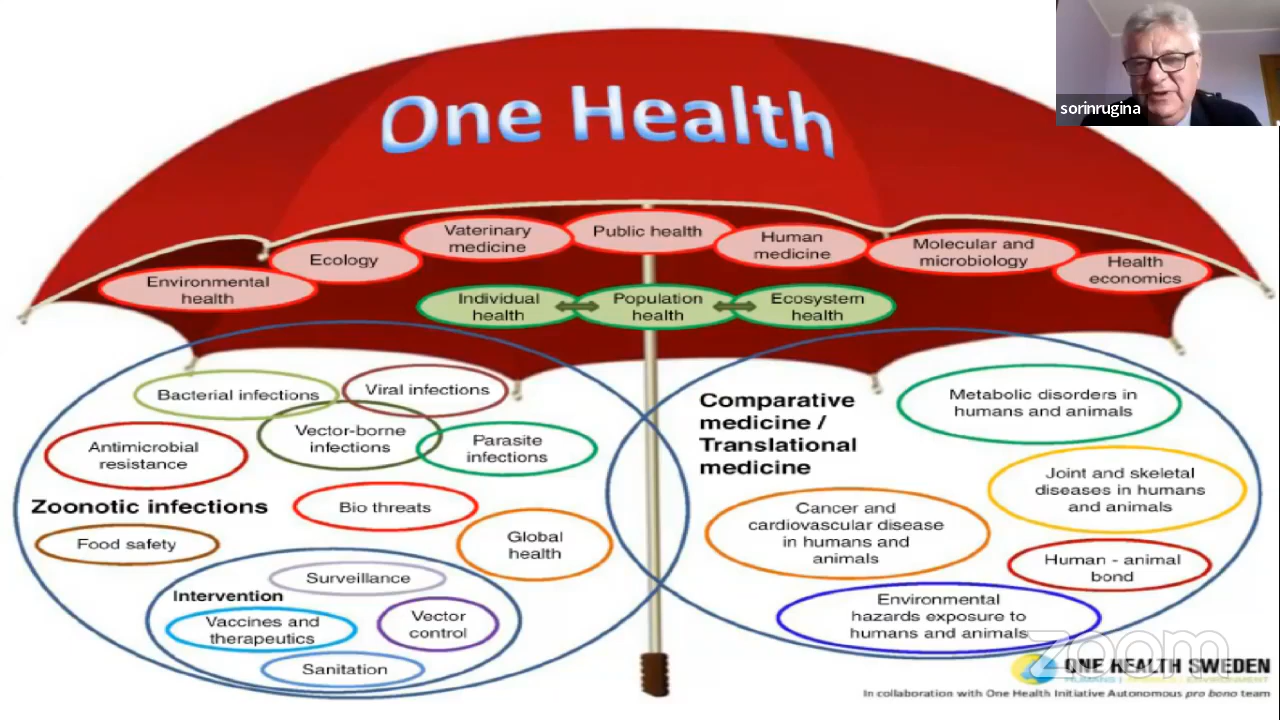 One Health
sorinrugina
Vaterinary
medicine
Public health
Human
medicine
Molecular and
microbiology
Ecology
Health
economics
Environmental
health
Individual
health
Population
health
Ecosystem
health
Bacterial infections
Viral infections
Vector-borne
infections
Antimicrobial
resistance
Parasite
infections
Zoonotic infections
Bio threats
Food safety
Global
health
Surveillance
Intervention
Vaccines and
therapeutics
Vector
control
Sanitation
Comparative
medicine /
Translational
medicine
Metabolic disorders in
humans and animals
Joint and skeletal
diseases in humans
and animals
Cancer and
cardiovascular disease
in humans and
animals
Human - animal
bond
Environmental
hazards exposure to
humans and animals
zoom
ONE HEALTH SWEDEN
In collaboration with One Health Initiative Autonomous pro bono team